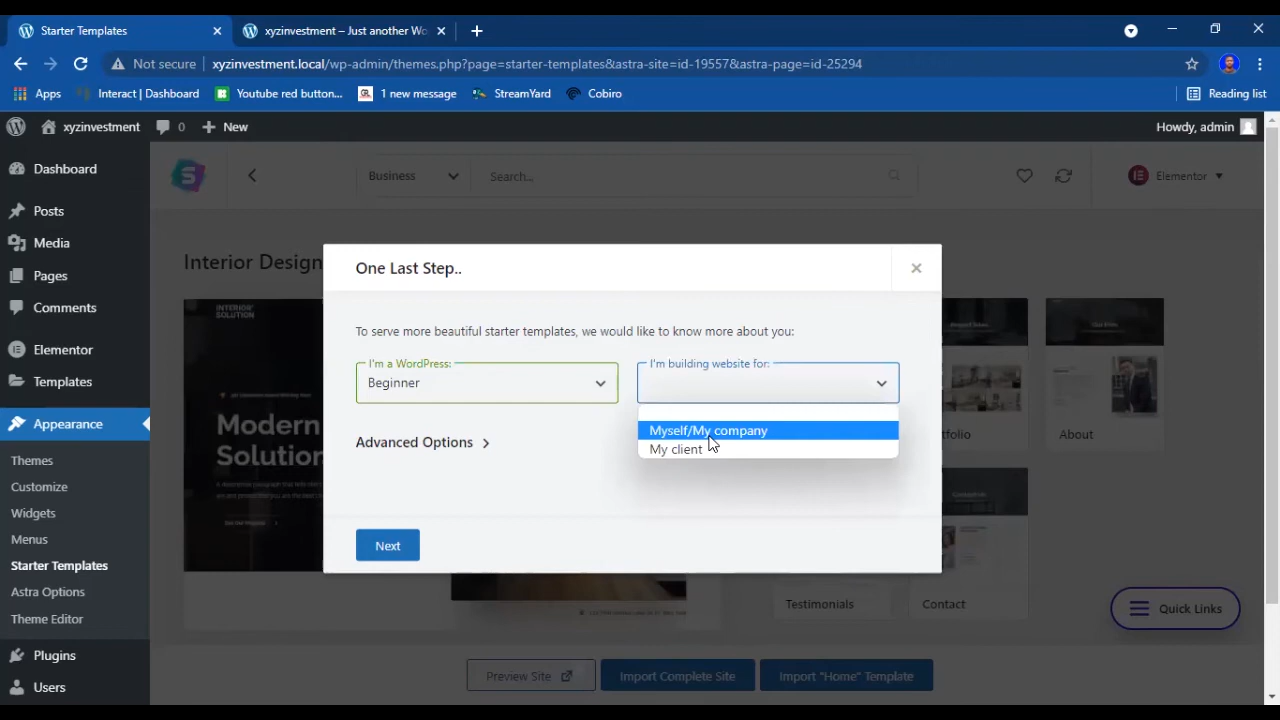 Starter Templates
xyzinvestment – Just another Wo
Not secure
xyzinvestment.local/wp-admin/themes.php?page=starter-templates&astra-site=id-19557&astra-page=id-25294
Apps
Interact | Dashboard
Youtube red button...
1 new message
StreamYard
Cobiro
Reading list
xyzinvestment
0
New
Howdy, admin
Dashboard
Posts
Media
Pages
Comments
Elementor
Templates
Appearance
Themes
Customize
Widgets
Menus
Starter Templates
Astra Options
Theme Editor
Plugins
Users
Business
Search...
Elementor
Interior Design
INTERIOR
SOLUTION
Modern
Solution
One Last Step..
To serve more beautiful starter templates, we would like to know more about you:
I'm a WordPress:
Beginner
I'm building website for:
Myself/My company
My client
Advanced Options
Next
tfolio
About
Testimonials
Contact
Quick Links
Preview Site
Import Complete Site
Import "Home" Template